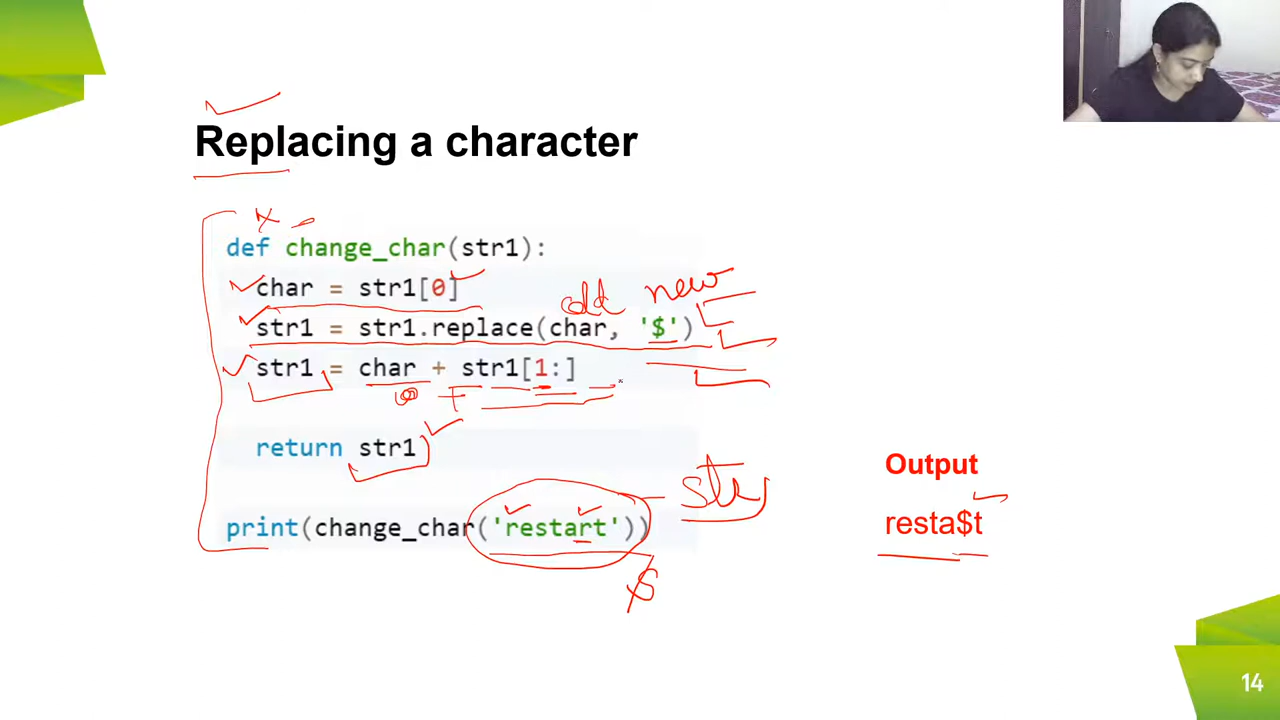 Replacing a character
def change_char(str1):
char = str1[0]
old new
str1 = str1.replace(char, '$')
str1 = char + str1[1:]
return str1
str
print(change_char('restart'))
$
Output
resta$t
14